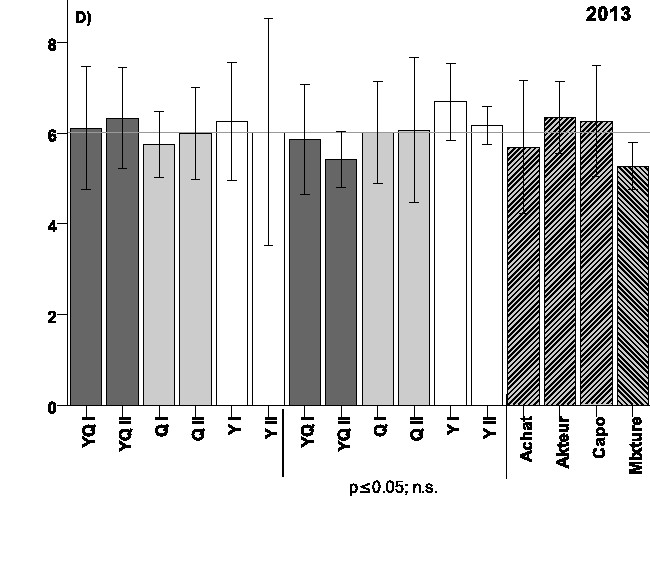 D)
2013
8
6
4
2
0
YQ I
YQ II
Q I
Q II
Y I
Y II
YQ I
YQ II
Q I
Q II
Y I
Y II
Achat
Akteur
Capo
Mixture
p≤0.05; n.s.